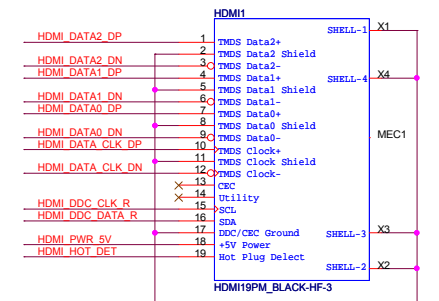 HDMI1
HDMI_DATA2_DP 1 TMDS Data2+ SHELL-1 X1
2 TMDS Data2 Shield
HDMI_DATA2_DN 3 TMDS Data2-
HDMI_DATA1_DP 4 TMDS Data1+ SHELL-4 X4
5 TMDS Data1 Shield
HDMI_DATA1_DN 6 TMDS Data1-
HDMI_DATA0_DP 7 TMDS Data0+
8 TMDS Data0 Shield
HDMI_DATA0_DN 9 TMDS Data0- MEC1
HDMI_DATA_CLK_DP 10 TMDS Clock+
11 TMDS Clock Shield
HDMI_DATA_CLK_DN 12 TMDS Clock-
13 CEC
14 Utility
HDMI_DDC_CLK_R 15 SCL
HDMI_DDC_DATA_R 16 SDA
17 DDC/CEC Ground SHELL-3 X3
HDMI_PWR_5V 18 +5V Power
HDMI_HOT_DET 19 Hot Plug Delect
SHELL-2 X2
HDMI19PM_BLACK-HF-3